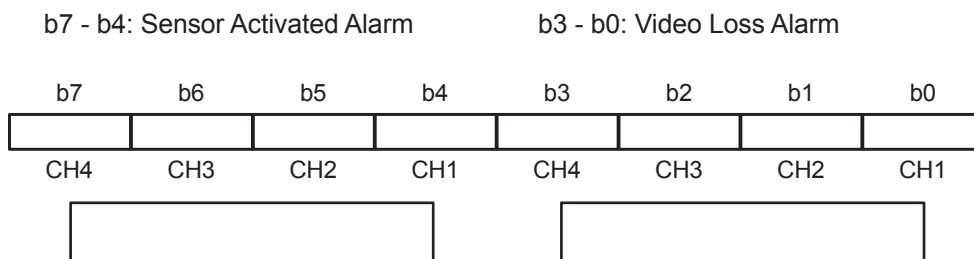 b7 - b4: Sensor Activated Alarm b3 - b0: Video Loss Alarm
b7 b6 b5 b4 b3 b2 b1 b0
CH4 CH3 CH2 CH1 CH4 CH3 CH2 CH1